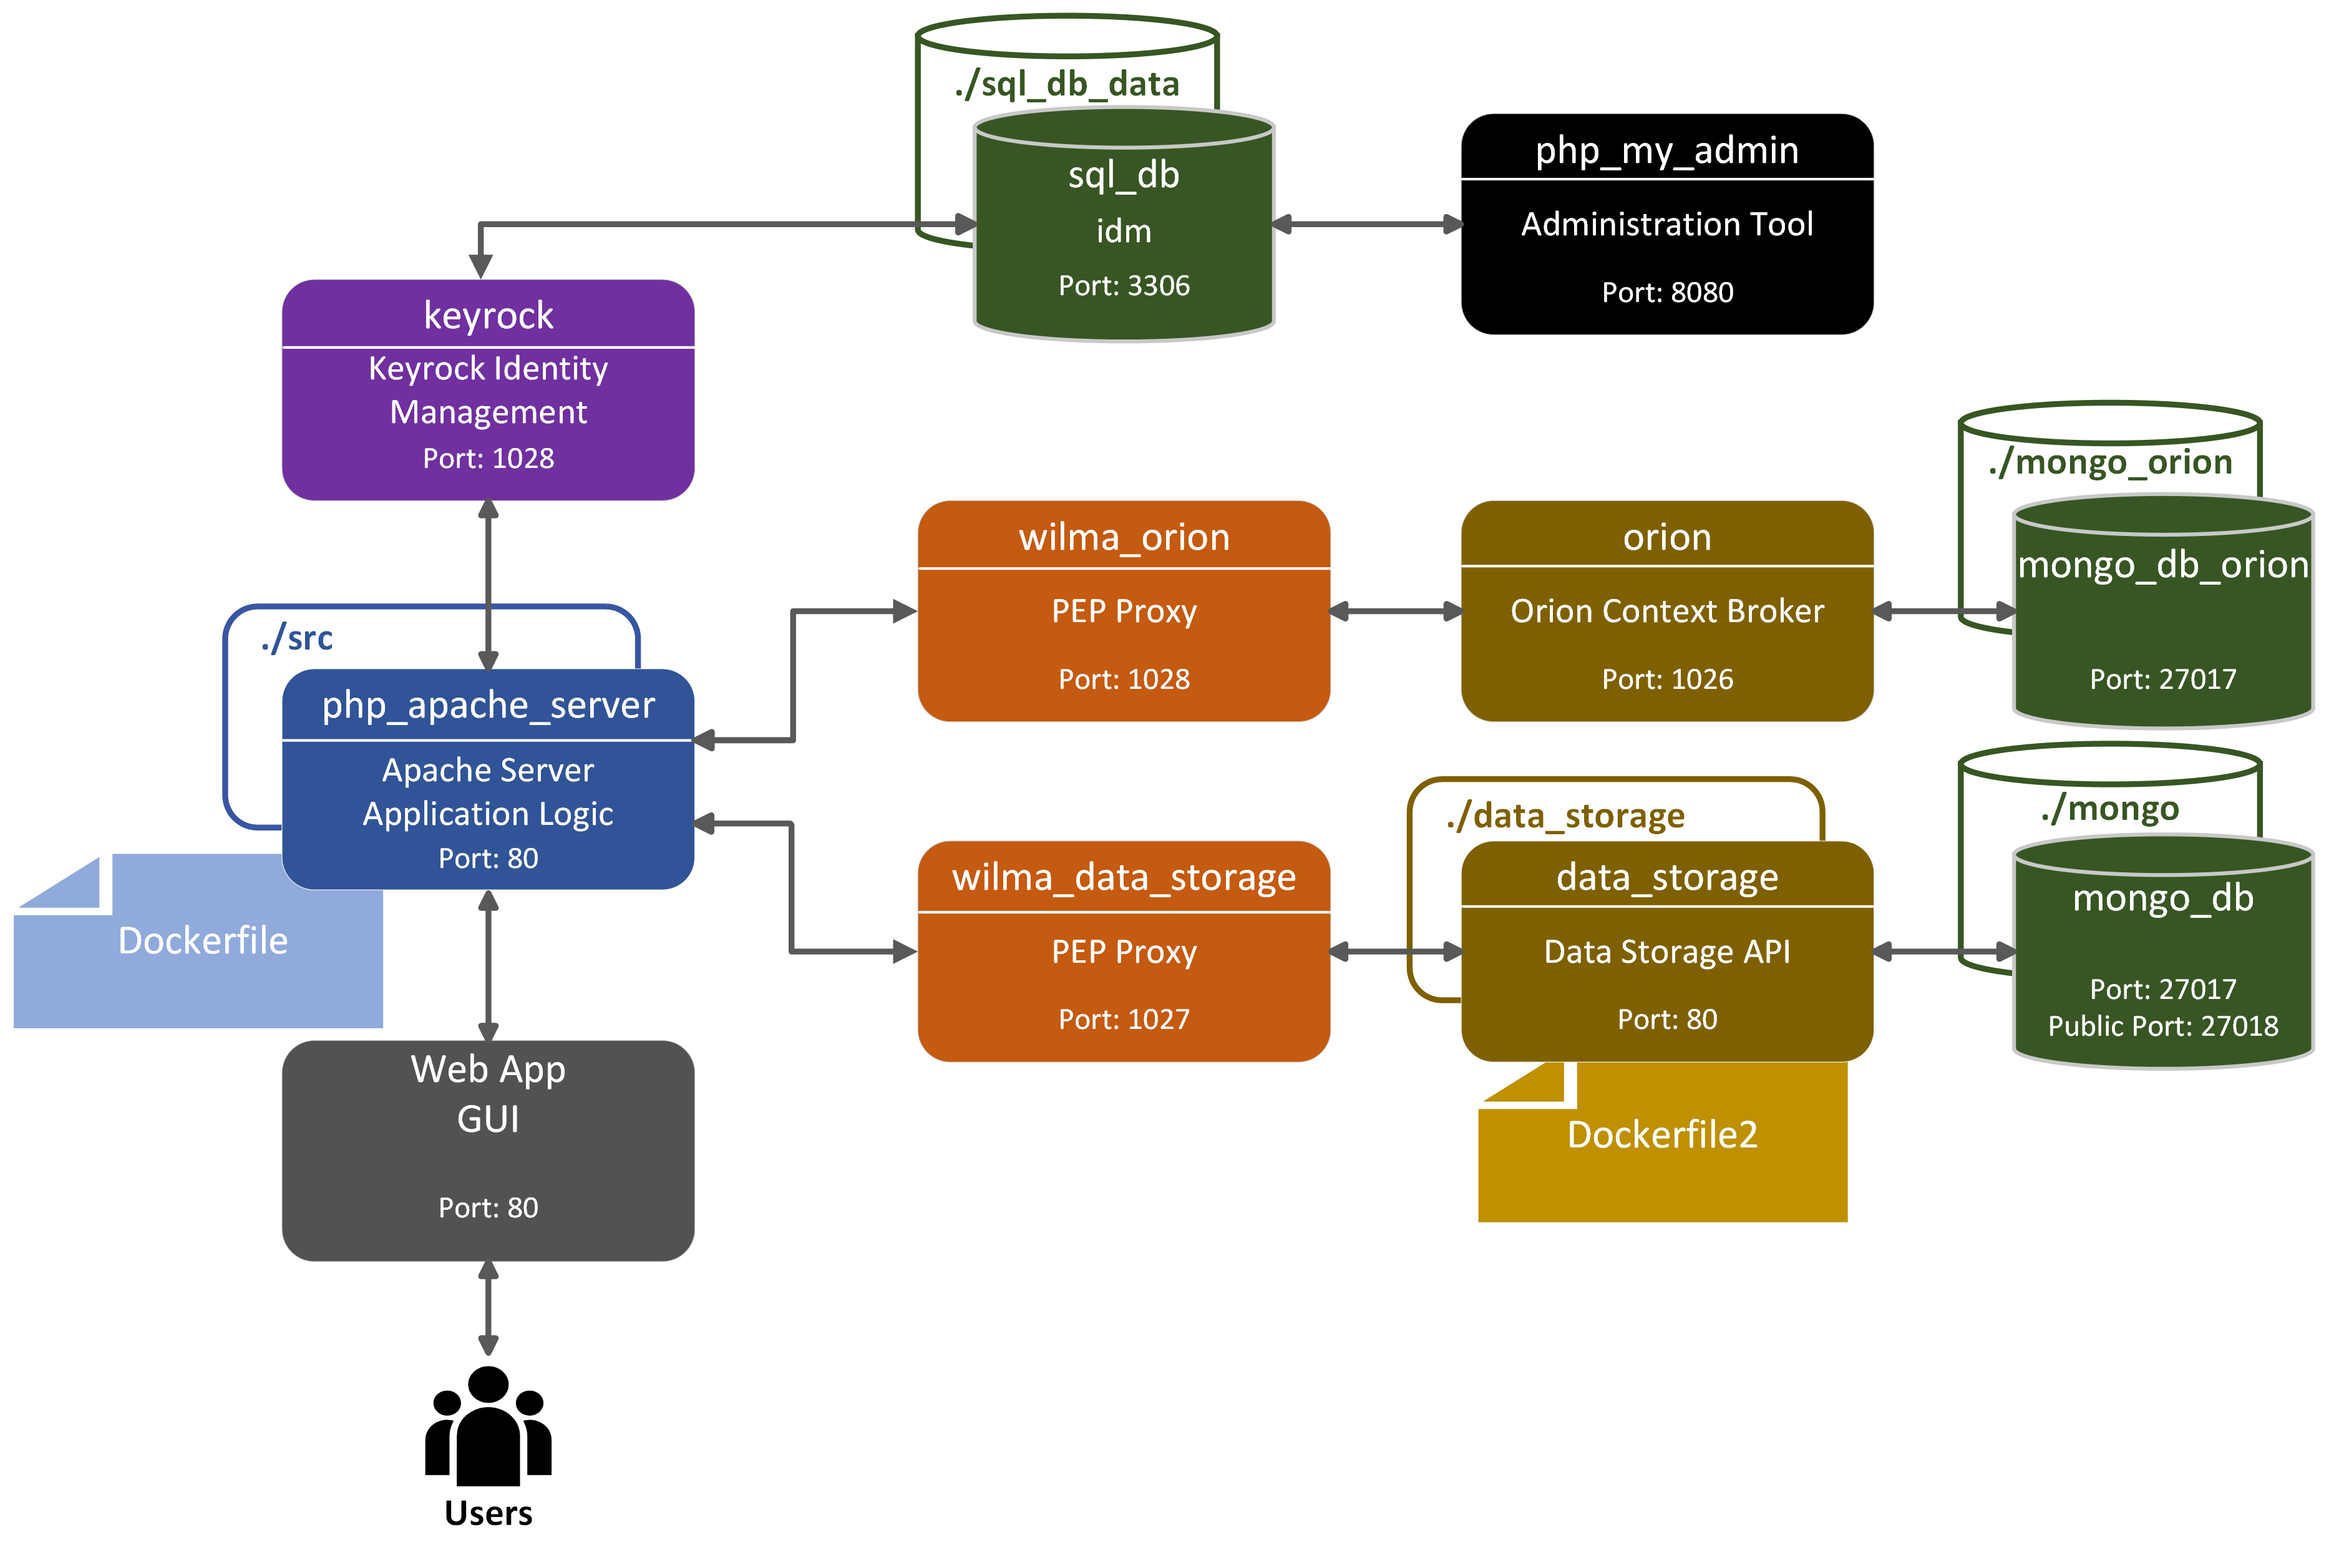 ./sql_db_data
sql_db
idm
Port: 3306
php_my_admin
Administration Tool
Port: 8080
keyrock
Keyrock Identity
Management
Port: 1028
wilma_orion
PEP Proxy
Port: 1028
orion
Orion Context Broker
Port: 1026
./mongo_orion
mongo_db_orion
Port: 27017
./src
php_apache_server
Apache Server
Application Logic
Port: 80
Dockerfile
wilma_data_storage
PEP Proxy
Port: 1027
./data_storage
data_storage
Data Storage API
Port: 80
Dockerfile2
./mongo
mongo_db
Port: 27017
Public Port: 27018
Web App
GUI
Port: 80
Users